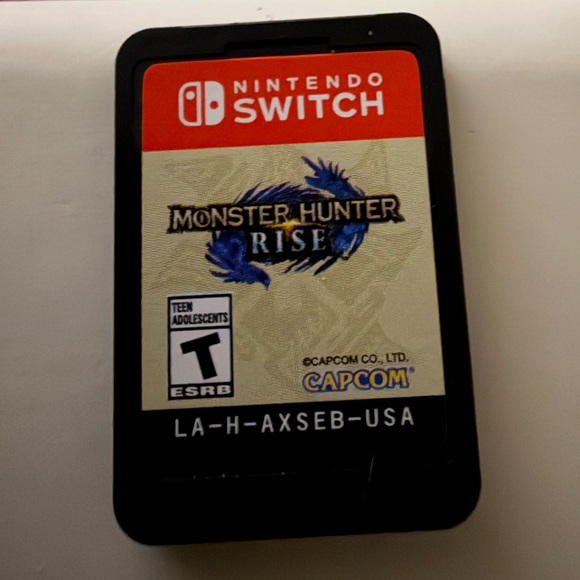 NINTENDO
SWITCH
MONSTER HUNTER
RISE
TEEN
ADOLESCENTS
T
ESRB
©CAPCOM CO., LTD.
CAPCOM
LA-H-AXSEB-USA